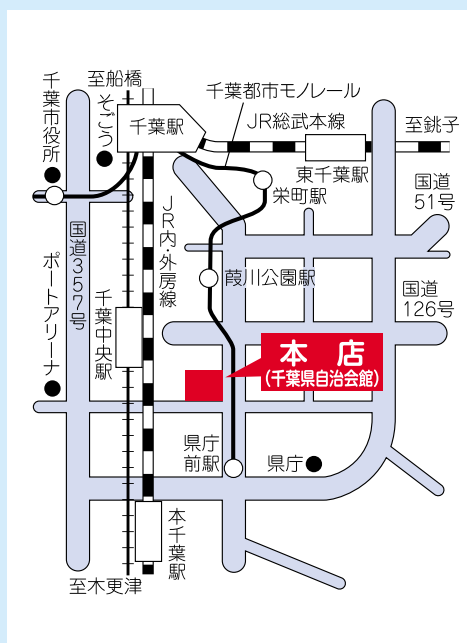 至船橋
千葉都市モノレール
千葉市役所
そごう
千葉駅
JR総武本線
至銚子
東千葉駅
栄町駅
国道
51号
JR内・外房線
国道357号
葭川公園駅
ポートアリーナ
千葉中央駅
国道
126号
本店
(千葉県自治会館)
県庁
前駅
県庁
本千葉駅
至木更津